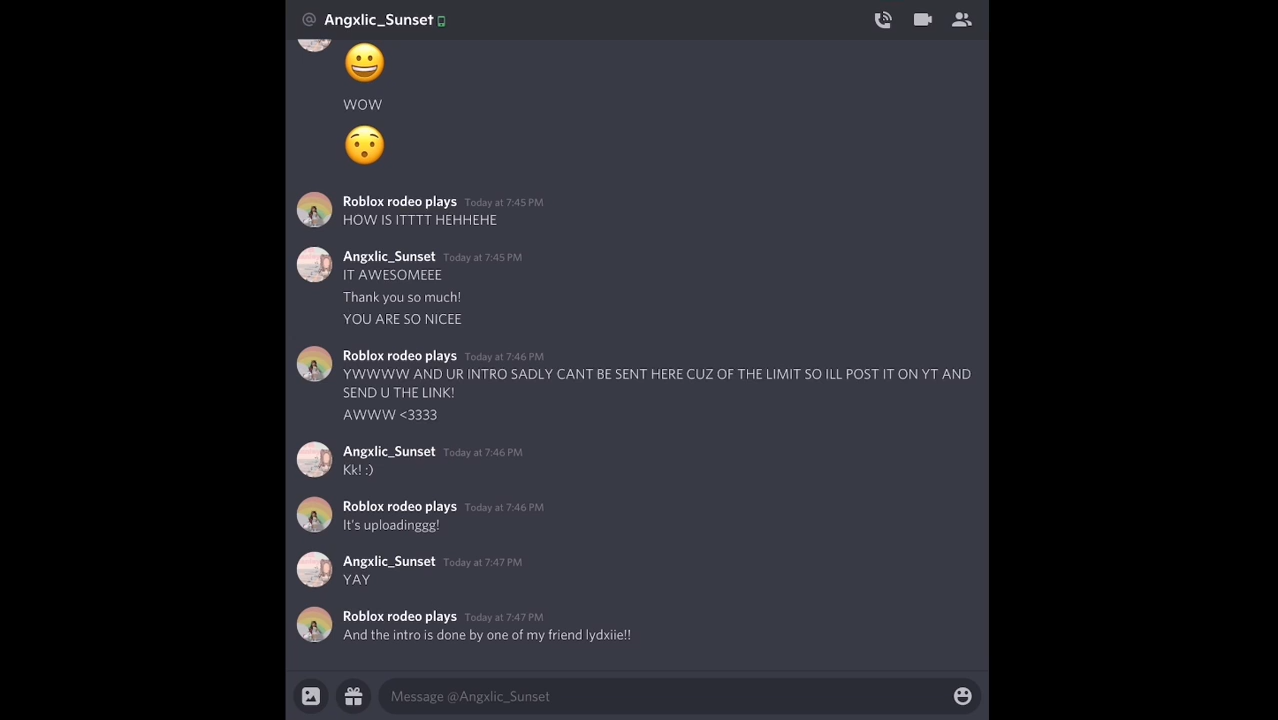 @ Angxlic_Sunset
WOW
Roblox rodeo plays Today at 7:45 PM
HOW IS ITTTT HEHHEHE
Angxlic_Sunset Today at 7:45 PM
IT AWESOMEEE
Thank you so much!
YOU ARE SO NICEE
Roblox rodeo plays Today at 7:46 PM
YWWWW AND UR INTRO SADLY CANT BE SENT HERE CUZ OF THE LIMIT SO ILL POST IT ON YT AND
SEND U THE LINK!
AWWW <3333
Angxlic_Sunset Today at 7:46 PM
Kk! :)
Roblox rodeo plays Today at 7:46 PM
It's uploadinggg!
Angxlic_Sunset Today at 7:47 PM
YAY
Roblox rodeo plays Today at 7:47 PM
And the intro is done by one of my friend lydxiie!!
Message @Angxlic_Sunset